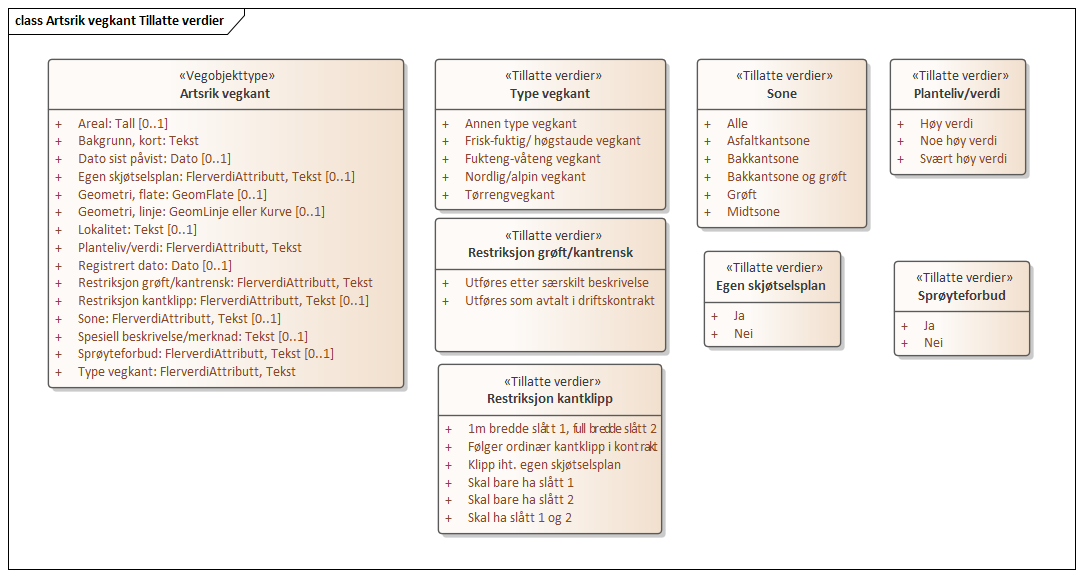 class Artsrik vegkant Tillatte verdier
«Vegobjekttype»
Artsrik vegkant
+ Areal: Tall [0..1]
+ Bakgrunn, kort: Tekst
+ Dato sist påvist: Dato [0..1]
+ Egen skjøtselsplan: FlerverdiAttributt, Tekst [0..1]
+ Geometri, flate: GeomFlate [0..1]
+ Geometri, linje: GeomLinje eller Kurve [0..1]
+ Lokalitet: Tekst [0..1]
+ Planteliv/verdi: FlerverdiAttributt, Tekst
+ Registrert dato: Dato [0..1]
+ Restriksjon grøft/kantrensk: FlerverdiAttributt, Tekst
+ Restriksjon kantklipp: FlerverdiAttributt, Tekst [0..1]
+ Sone: FlerverdiAttributt, Tekst [0..1]
+ Spesiell beskrivelse/merknad: Tekst [0..1]
+ Sprøyteforbud: FlerverdiAttributt, Tekst [0..1]
+ Type vegkant: FlerverdiAttributt, Tekst
«Tillatte verdier»
Type vegkant
+ Annen type vegkant
+ Frisk-fuktig/ høgstaude vegkant
+ Fukteng-våteng vegkant
+ Nordlig/alpin vegkant
+ Tørrengvegkant
«Tillatte verdier»
Restriksjon grøft/kantrensk
+ Utføres etter særskilt beskrivelse
+ Utføres som avtalt i driftskontrakt
«Tillatte verdier»
Restriksjon kantklipp
+ 1m bredde slått 1, full bredde slått 2
+ Følger ordinær kantklipp i kontrakt
+ Klipp iht. egen skjøtselsplan
+ Skal bare ha slått 1
+ Skal bare ha slått 2
+ Skal ha slått 1 og 2
«Tillatte verdier»
Sone
+ Alle
+ Asfaltkantsone
+ Bakkantsone
+ Bakkantsone og grøft
+ Grøft
+ Midtsone
«Tillatte verdier»
Egen skjøtselsplan
+ Ja
+ Nei
«Tillatte verdier»
Planteliv/verdi
+ Høy verdi
+ Noe høy verdi
+ Svært høy verdi
«Tillatte verdier»
Sprøyteforbud
+ Ja
+ Nei